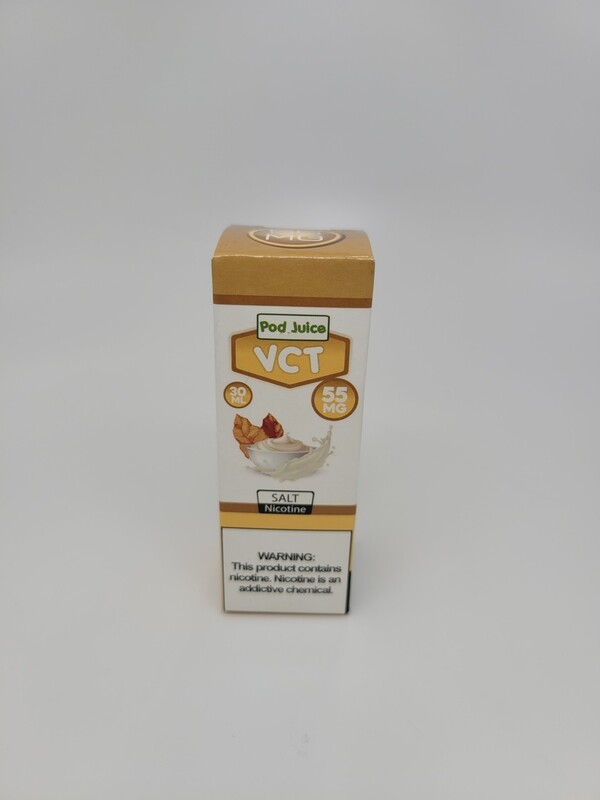 MG
Pod Juice
VCT
30
ML
55
MG
SALT
Nicotine
WARNING:
This product contains
nicotine. Nicotine is an
addictive chemical.